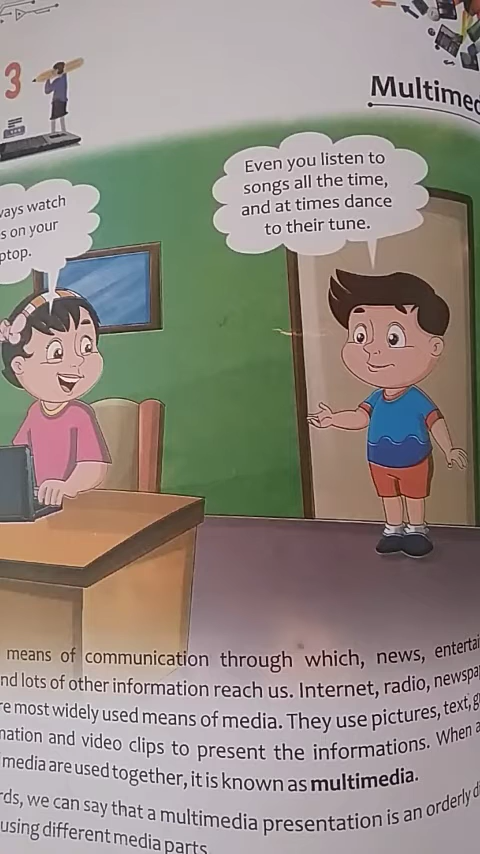 3
Multimed
Even you listen to
songs all the time,
and at times dance
to their tune.
ways watch
s on your
ptop.
means of communication through which, news, entertai
nd lots of other information reach us. Internet, radio, newspa
re most widely used means of media. They use pictures, text, g
mation and video clips to present the informations. When a
media are used together, it is known as multimedia.
rds, we can say that a multimedia presentation is an orderly d
using different media parts.